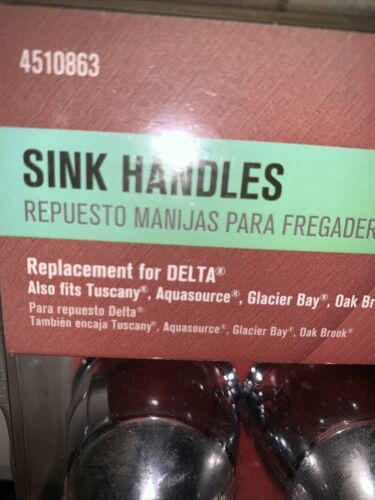 4510863
SINK HANDLES
REPUESTO MANIJAS PARA FREGADER
Replacement for DELTA®
Also fits Tuscany®, Aquasource®, Glacier Bay®, Oak Br
Para repuesto Delta®
También encaja Tuscany®, Aquasource®, Glacier Bay®, Oak Brook®